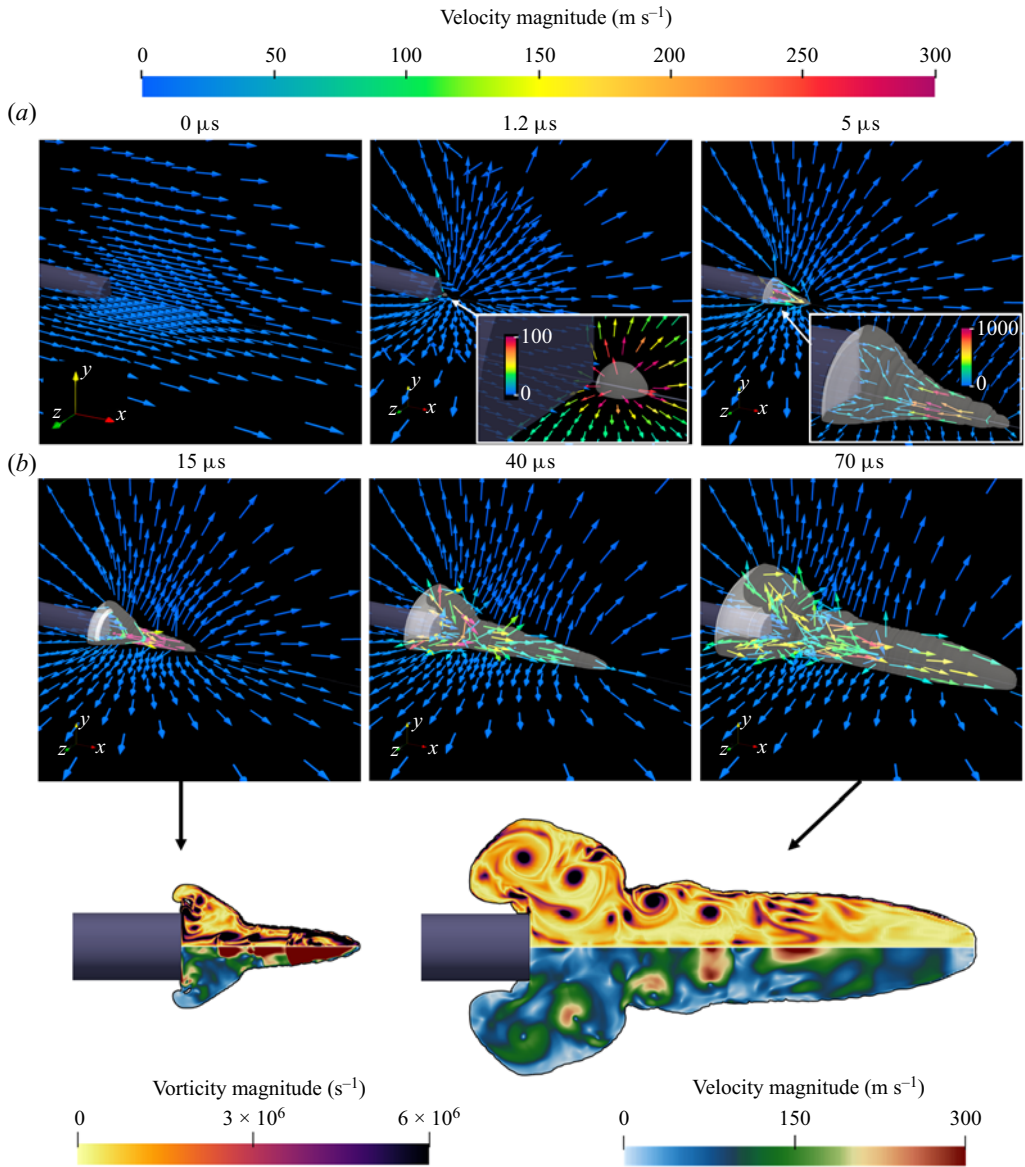 Velocity magnitude (m s⁻¹)
0 50 100 150 200 250 300
(a)
0 μs 1.2 μs 5 μs
100
0
1000
0
y
z x
y
z x
y
z x
(b)
15 μs 40 μs 70 μs
y
z x
y
z x
y
z x
Vorticity magnitude (s⁻¹)
0 3 × 10⁶ 6 × 10⁶
Velocity magnitude (m s⁻¹)
0 150 300